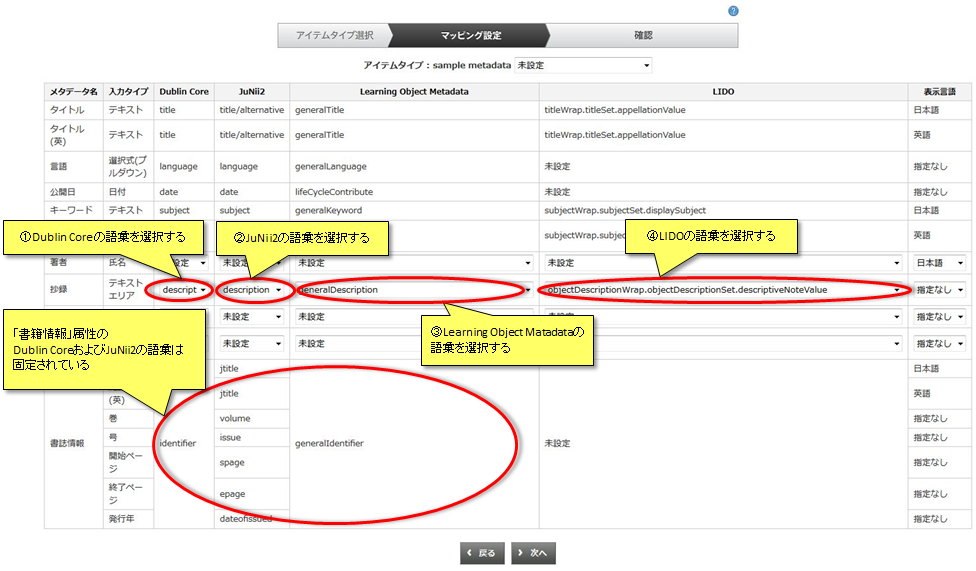 ?
アイテムタイプ選択 マッピング設定 確認
アイテムタイプ : sample metadata 未設定
メタデータ名 入力タイプ Dublin Core JuNii2 Learning Object Metadata LIDO 表示言語
タイトル テキスト title title/alternative generalTitle titleWrap.titleSet.appellationValue 日本語
タイトル
(英) テキスト title title/alternative generalTitle titleWrap.titleSet.appellationValue 英語
言語 選択式(プ
ルダウン) language language generalLanguage 未設定 指定なし
公開日 日付 date date lifeCycleContribute 未設定 指定なし
キーワード テキスト subject subject generalKeyword subjectWrap.subjectSet.displaySubject 日本語
①Dublin Coreの語彙を選択する
②JuNii2の語彙を選択する
④LIDOの語彙を選択する
英語
著者 氏名 未設定 未設定 日本語
抄録 テキスト
エリア descript description generalDescription objectDescriptionWrap.objectDescriptionSet.descriptiveNoteValue 指定なし
未設定 未設定 指定なし
未設定 未設定 指定なし
「書籍情報」属性の
Dublin CoreおよびJuNii2の語彙は
固定されている
③Learning Object Matadataの
語彙を選択する
jtitle 日本語
(英) jtitle 英語
巻 volume 指定なし
書誌情報 号 identifier issue generalIdentifier 未設定 指定なし
開始ペー
ジ spage 指定なし
終了ペー
ジ epage 指定なし
発行年 dateofissued 指定なし
戻る 次へ